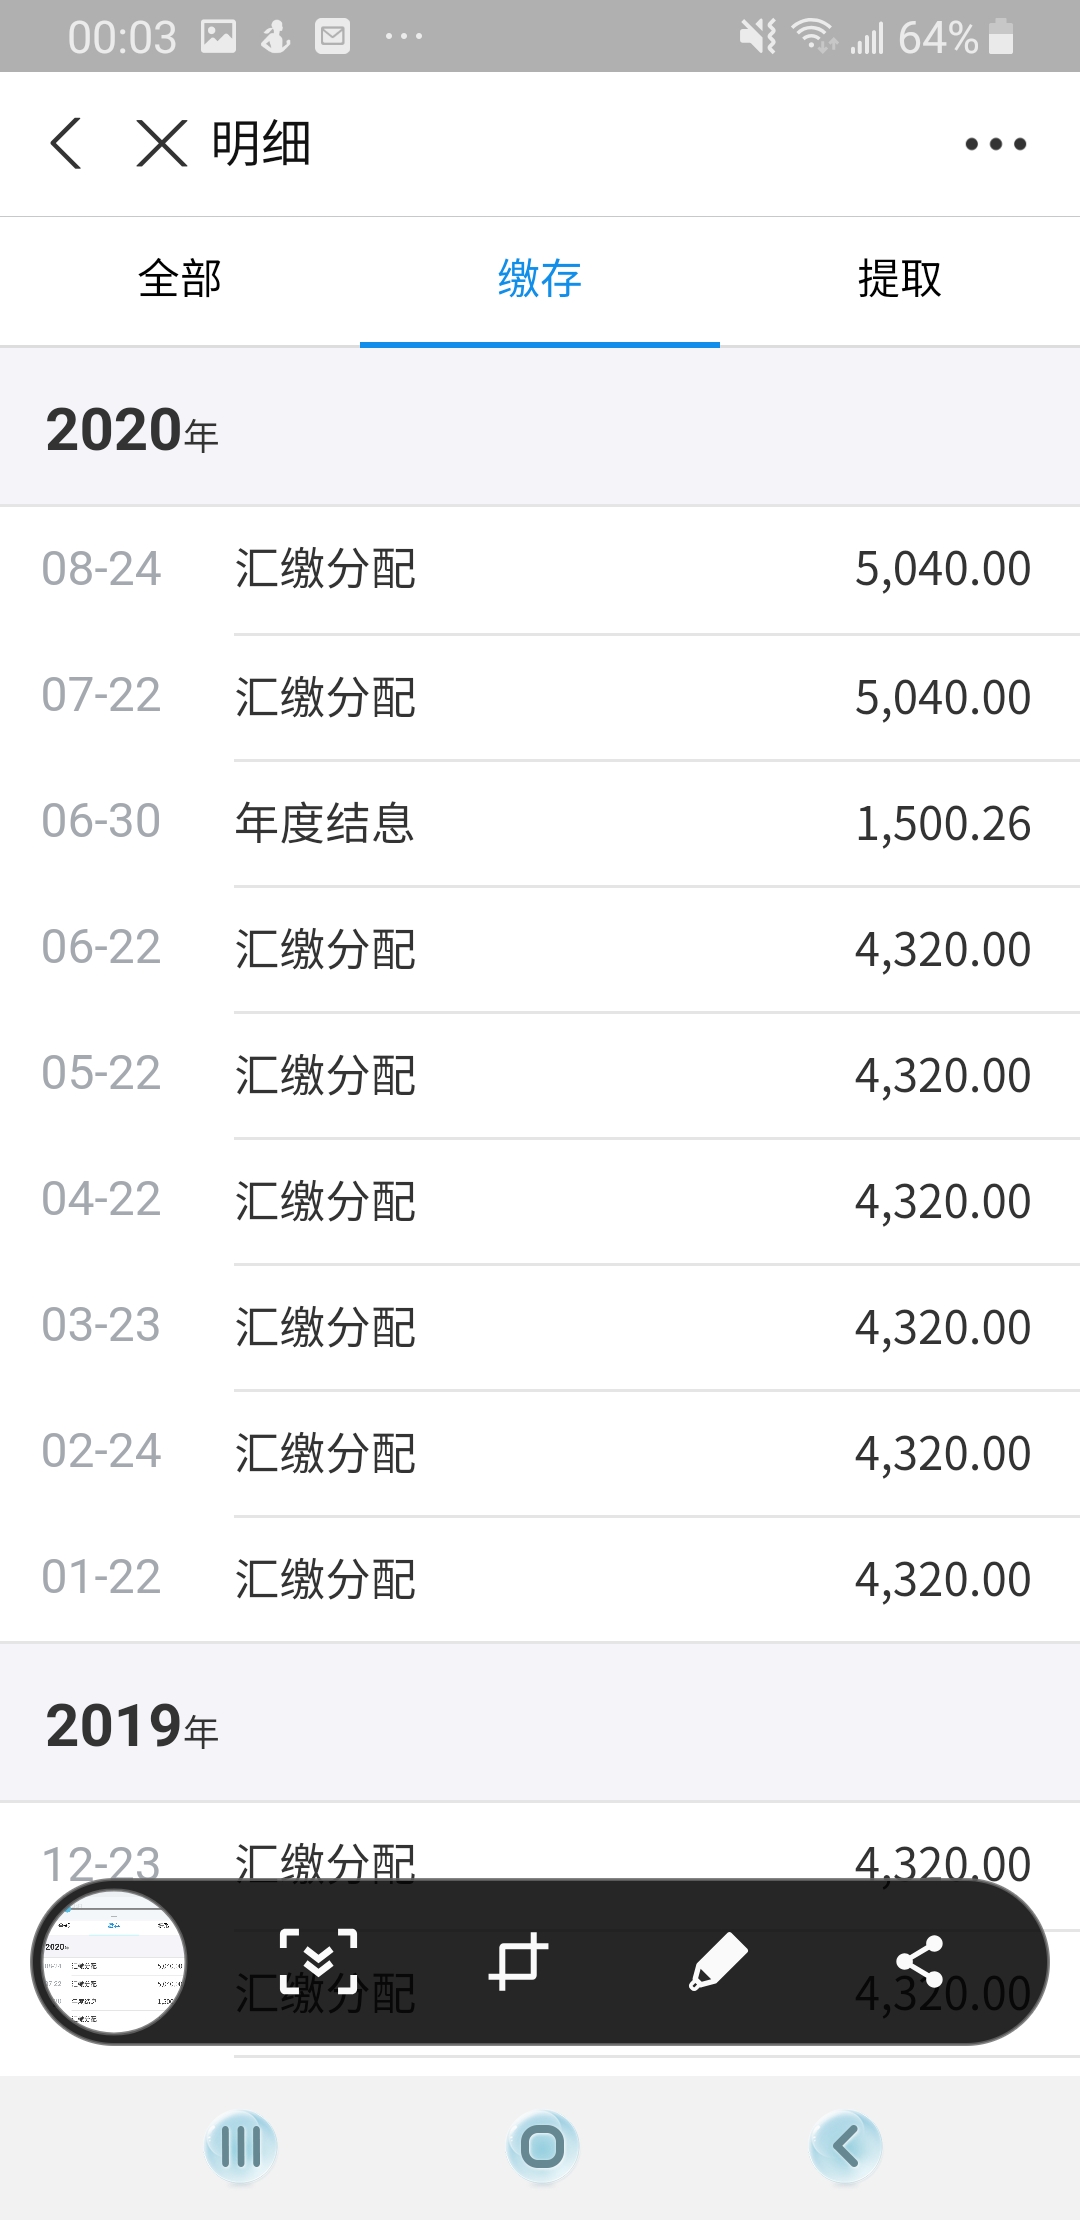 00:03 64%
明细
全部 缴存 提取
2020年
08-24 汇缴分配 5,040.00
07-22 汇缴分配 5,040.00
06-30 年度结息 1,500.26
06-22 汇缴分配 4,320.00
05-22 汇缴分配 4,320.00
04-22 汇缴分配 4,320.00
03-23 汇缴分配 4,320.00
02-24 汇缴分配 4,320.00
01-22 汇缴分配 4,320.00
2019年
12-23 汇缴分配 4,320.00
汇缴分配 4,320.00